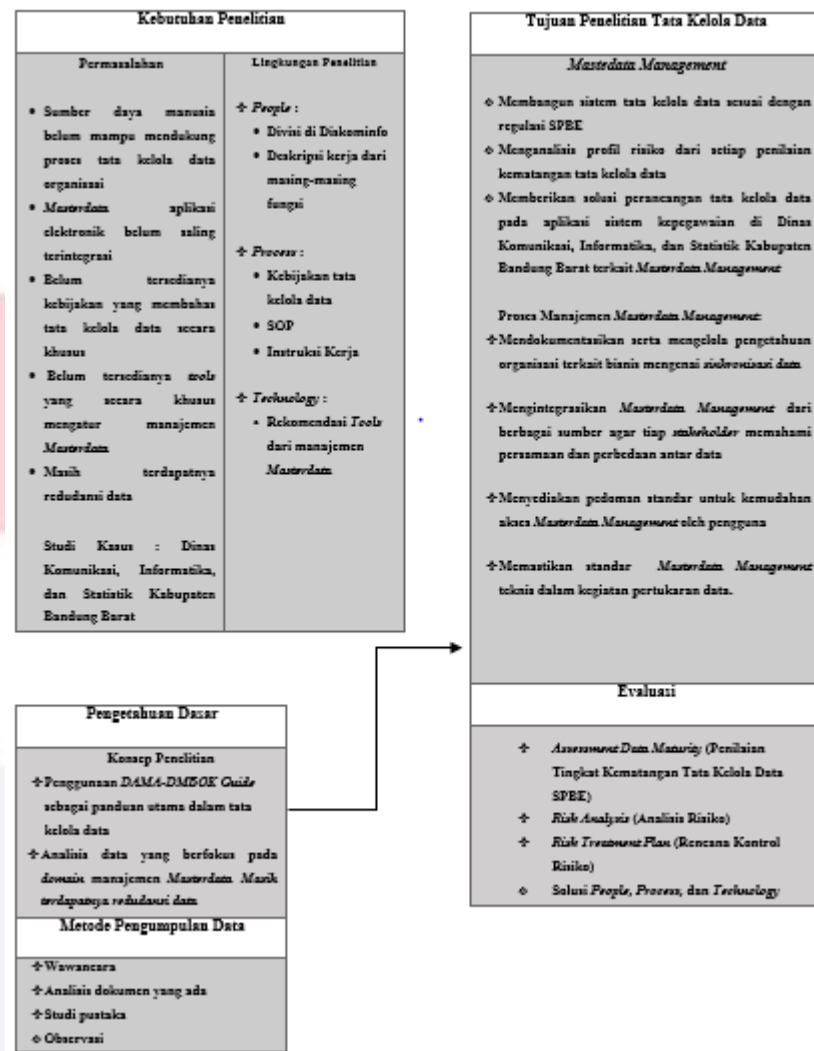 Kebutuhan Penelitian
Permasalahan
• Sumber daya manusia
belum mampu mendukung
proses tata kelola data
organisasi
• Masterdata aplikasi
elektronik belum saling
terintegrasi
• Belum tersedianya
kebijakan yang membahas
tata kelola data secara
khusus
• Belum tersedianya tools
yang secara khusus
mengatur manajemen
Masterdata
• Masih terdapatnya
redudansi data
Studi Kasus : Dinas
Komunikasi, Informatika,
dan Statistik Kabupaten
Bandung Barat
Lingkungan Penelitian
❖ People :
• Divisi di Diskominfo
• Deskripsi kerja dari
masing-masing
fungsi
❖ Process :
• Kebijakan tata
kelola data
• SOP
• Instruksi Kerja
❖ Technology :
• Rekomendasi Tools
dari manajemen
Masterdata
Tujuan Penelitian Tata Kelola Data
Mastedata Management
❖ Membangun sistem tata kelola data sesuai dengan
regulasi SPBE
❖ Menganalisis profil risiko dari setiap penilaian
kematangan tata kelola data
❖ Memberikan solusi perancangan tata kelola data
pada aplikasi sistem kepegawaian di Dinas
Komunikasi, Informatika, dan Statistik Kabupaten
Bandung Barat terkait Masterdata Management
Proses Manajemen Masterdata Management:
❖ Mendokumentasikan serta mengelola pengetahuan
organisasi terkait bisnis mengenai sinkronisasi data
❖ Mengintegrasikan Masterdata Management dari
berbagai sumber agar tiap stakeholder memahami
persamaan dan perbedaan antar data
❖ Menyediakan pedoman standar untuk kemudahan
akses Masterdata Management oleh pengguna
❖ Memastikan standar Masterdata Management
teknis dalam kegiatan pertukaran data.
Evaluasi
❖ Assessment Data Maturity (Penilaian
Tingkat Kematangan Tata Kelola Data
SPBE)
❖ Risk Analysis (Analisis Risiko)
❖ Risk Treatment Plan (Rencana Kontrol
Risiko)
❖ Solusi People, Process, dan Technology
Pengetahuan Dasar
Konsep Penelitian
❖ Penggunaan DAMA-DMBOK Guide
sebagai panduan utama dalam tata
kelola data
❖ Analisis data yang berfokus pada
domain manajemen Masterdata. Masih
terdapatnya redudansi data
Metode Pengumpulan Data
❖ Wawancara
❖ Analisis dokumen yang ada
❖ Studi pustaka
❖ Observasi